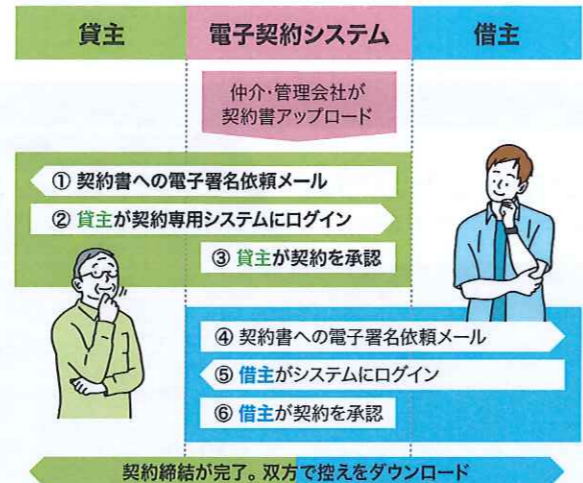 貸主
電子契約システム
借主
仲介・管理会社が
契約書アップロード
① 契約書への電子署名依頼メール
② 貸主が契約専用システムにログイン
③ 貸主が契約を承認
④ 契約書への電子署名依頼メール
⑤ 借主がシステムにログイン
⑥ 借主が契約を承認
契約締結が完了。双方で控えをダウンロード